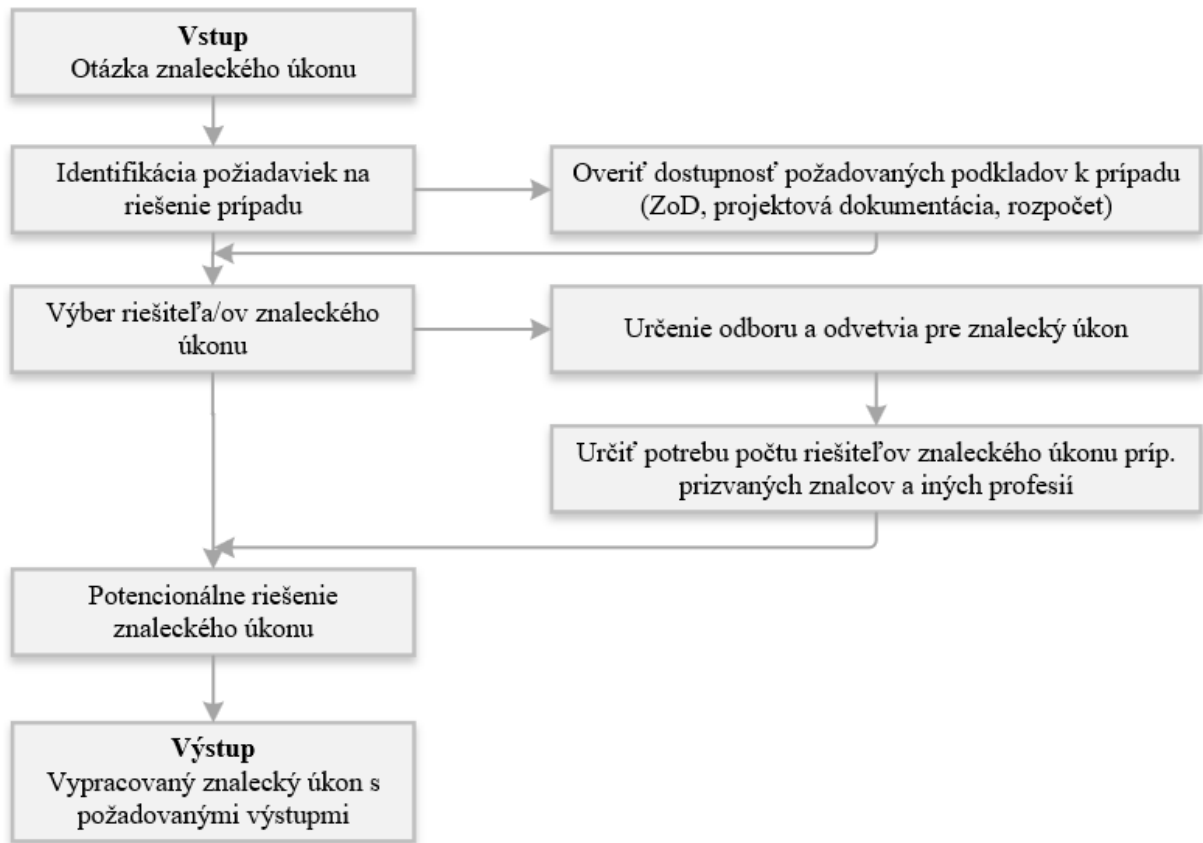 Vstup
Otázka znaleckého úkonu
Identifikácia požiadaviek na
riešenie prípadu
Overiť dostupnosť požadovaných podkladov k prípadu
(ZoD, projektová dokumentácia, rozpočet)
Výber riešiteľa/ov znaleckého
úkonu
Určenie odboru a odvetvia pre znalecký úkon
Určiť potrebu počtu riešiteľov znaleckého úkonu príp.
prizvaných znalcov a iných profesií
Potencionálne riešenie
znaleckého úkonu
Výstup
Vypracovaný znalecký úkon s
požadovanými výstupmi